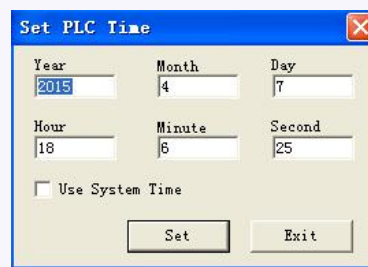 Set PLC Time
Year Month Day
2015 4 7
Hour Minute Second
18 6 25
Use System Time
Set Exit